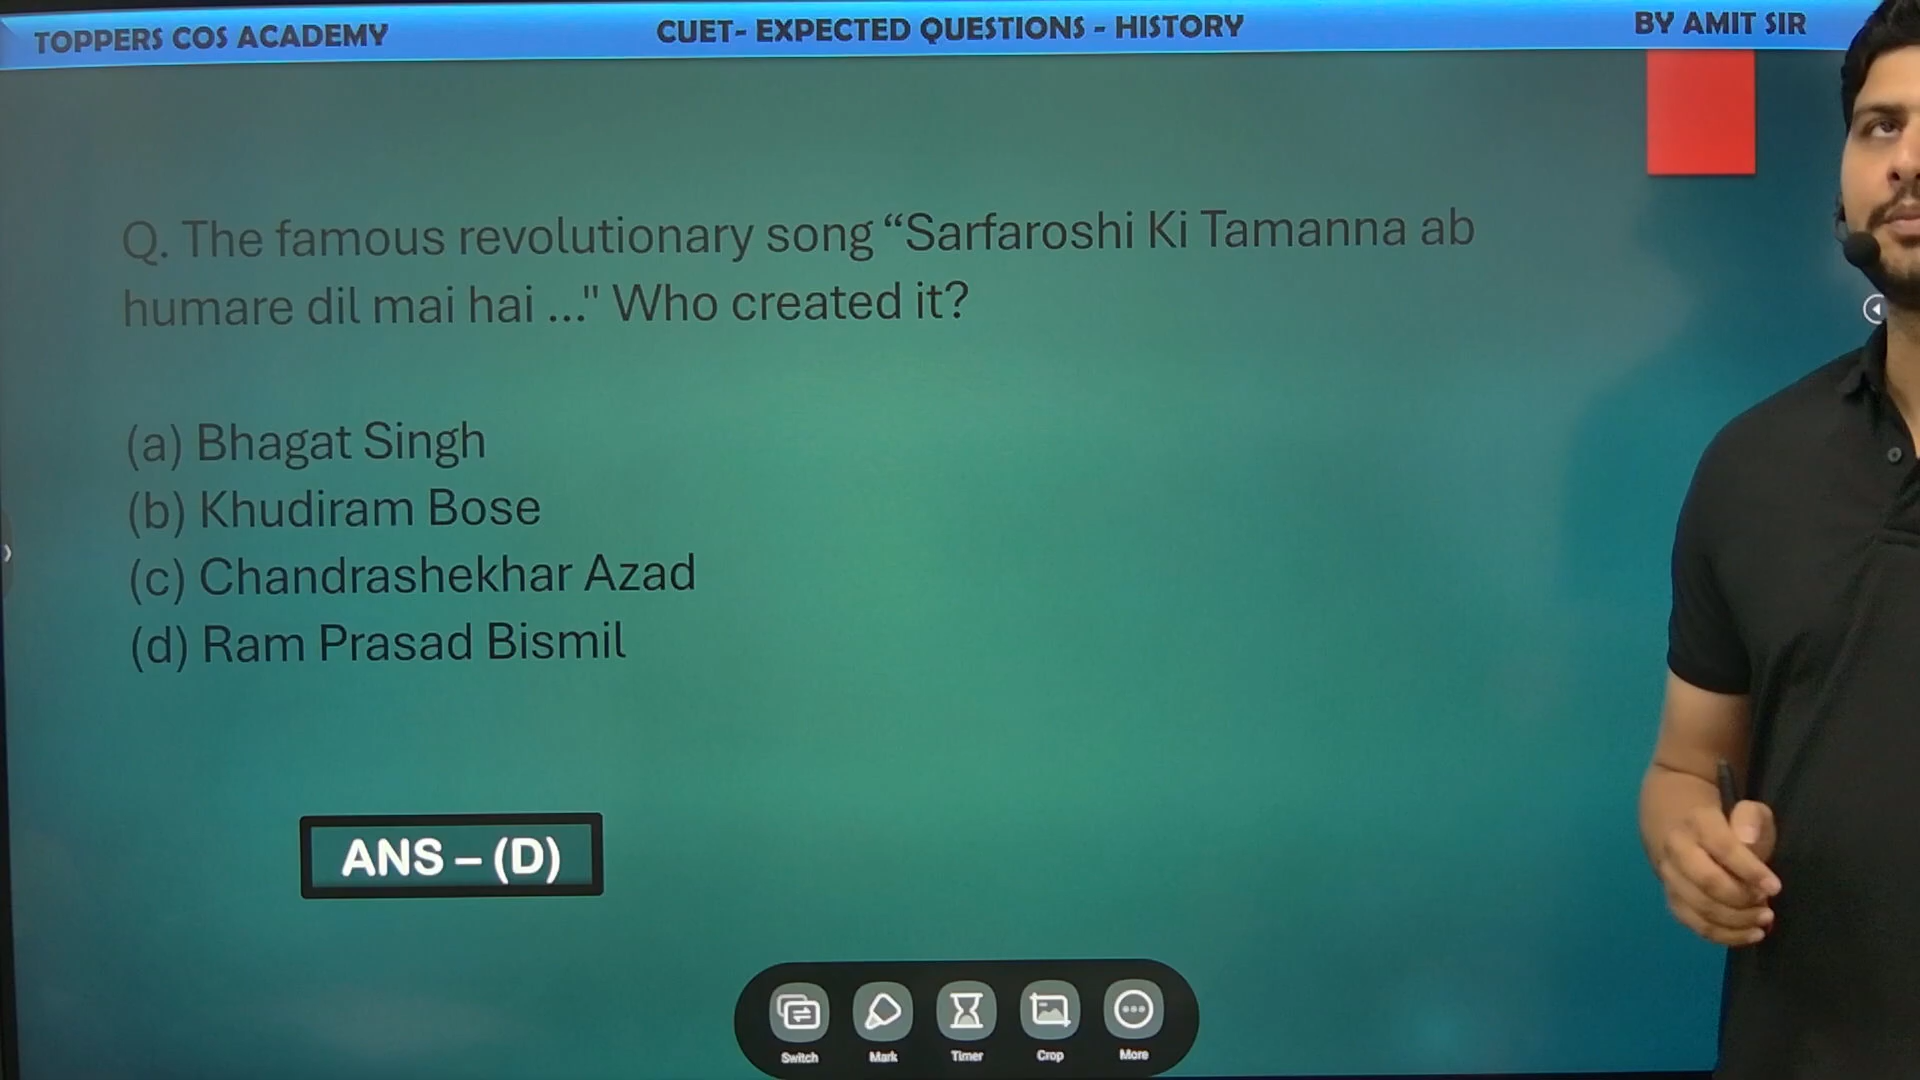 TOPPERS COS ACADEMY CUET- EXPECTED QUESTIONS - HISTORY BY AMIT SIR
Q. The famous revolutionary song “Sarfaroshi Ki Tamanna ab
humare dil mai hai ..." Who created it?
(a) Bhagat Singh
(b) Khudiram Bose
(c) Chandrashekhar Azad
(d) Ram Prasad Bismil
ANS – (D)
Switch Mark Timer Crop More